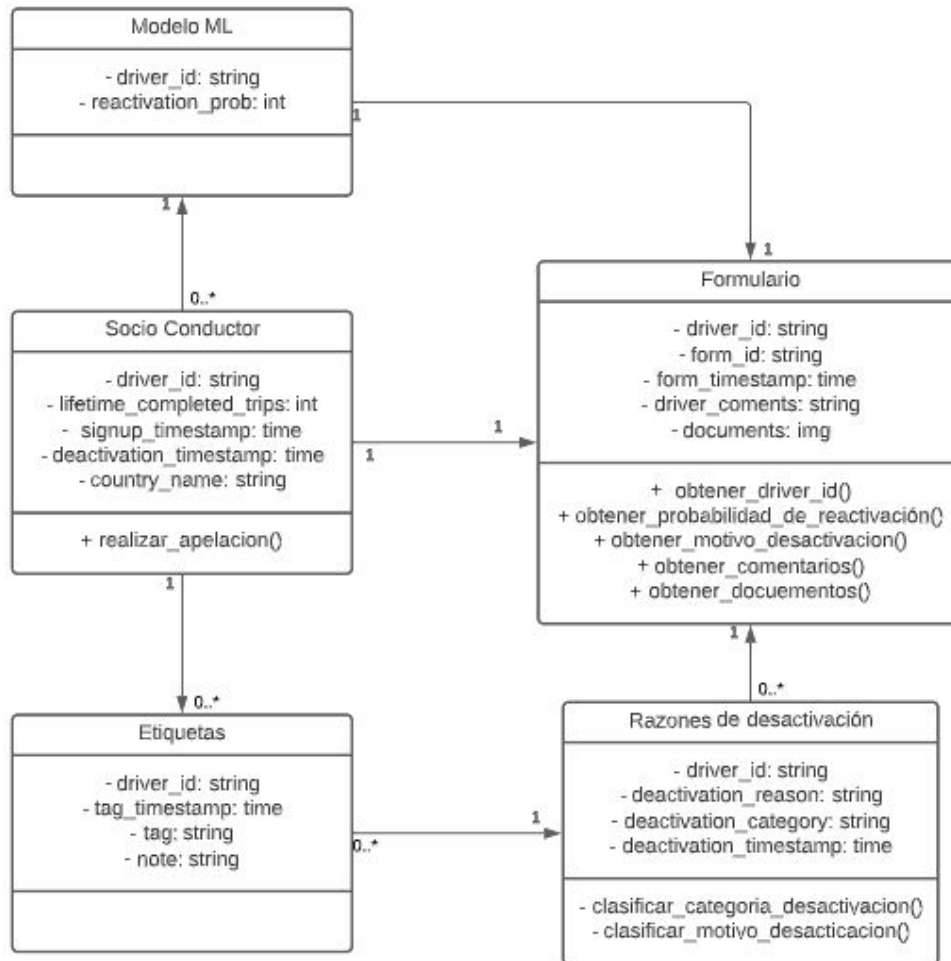 Modelo ML
- driver_id: string
- reactivation_prob: int
1
1
1
0..*
Socio Conductor
- driver_id: string
- lifetime_completed_trips: int
- signup_timestamp: time
- deactivation_timestamp: time
- country_name: string
+ realizar_apelacion()
1
1
Formulario
- driver_id: string
- form_id: string
- form_timestamp: time
- driver_coments: string
- documents: img
+ obtener_driver_id()
+ obtener_probabilidad_de_reactivación()
+ obtener_motivo_desactivacion()
+ obtener_comentarios()
+ obtener_docuementos()
1
0..*
1
0..*
Etiquetas
- driver_id: string
- tag_timestamp: time
- tag: string
- note: string
1
0..*
Razones de desactivación
- driver_id: string
- deactivation_reason: string
- deactivation_category: string
- deactivation_timestamp: time
- clasificar_categoria_desactivacion()
- clasificar_motivo_desacticacion()